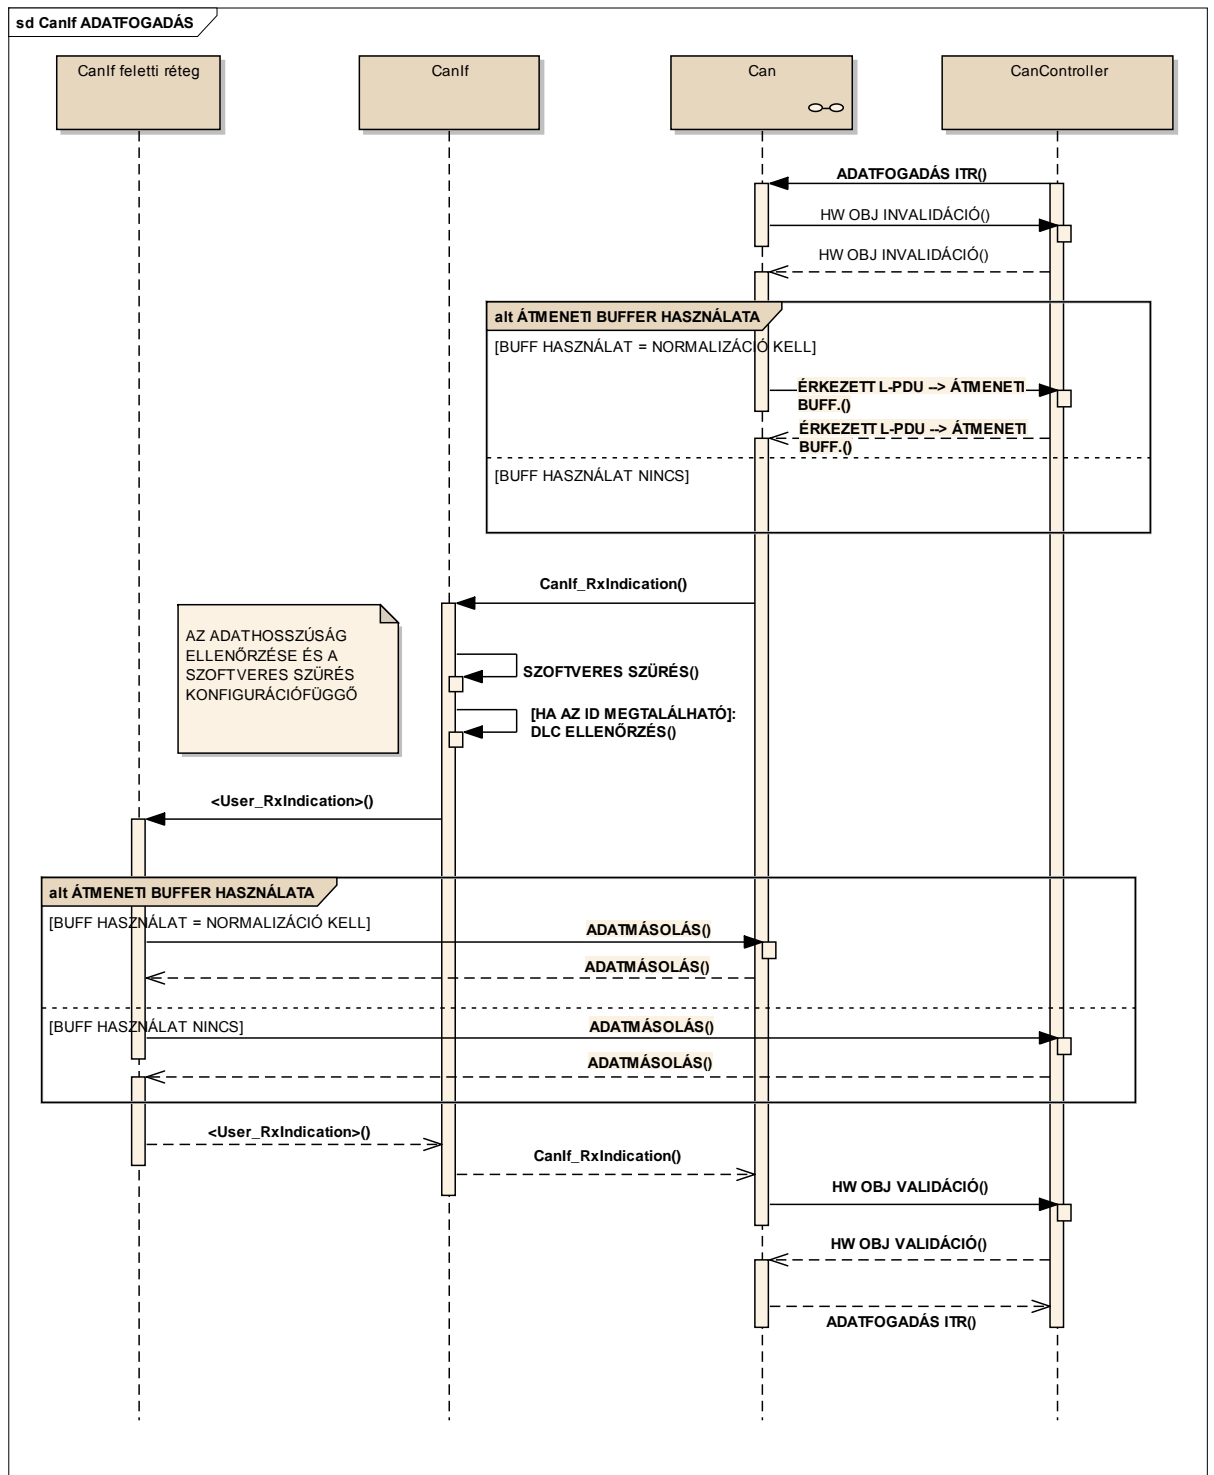 sd CanIf ADATFOGADÁS
CanIf feletti réteg
CanIf
Can
CanController
ADATFOGADÁS ITR()
HW OBJ INVALIDÁCIÓ()
HW OBJ INVALIDÁCIÓ()
alt ÁTMENETI BUFFER HASZNÁLATA
[BUFF HASZNÁLAT = NORMALIZÁCIÓ KELL]
ÉRKEZETT L-PDU --> ÁTMENETI
BUFF.()
ÉRKEZETT L-PDU --> ÁTMENETI
BUFF.()
[BUFF HASZNÁLAT NINCS]
CanIf_RxIndication()
AZ ADATHOSSZÚSÁG
ELLENŐRZÉSE ÉS A
SZOFTVERES SZÜRÉS
KONFIGURÁCIÓFÜGGŐ
SZOFTVERES SZÜRÉS()
[HA AZ ID MEGTALÁLHATÓ]:
DLC ELLENŐRZÉS()
<User_RxIndication>()
alt ÁTMENETI BUFFER HASZNÁLATA
[BUFF HASZNÁLAT = NORMALIZÁCIÓ KELL]
ADATMÁSOLÁS()
ADATMÁSOLÁS()
[BUFF HASZNÁLAT NINCS]
ADATMÁSOLÁS()
ADATMÁSOLÁS()
<User_RxIndication>()
CanIf_RxIndication()
HW OBJ VALIDÁCIÓ()
HW OBJ VALIDÁCIÓ()
ADATFOGADÁS ITR()